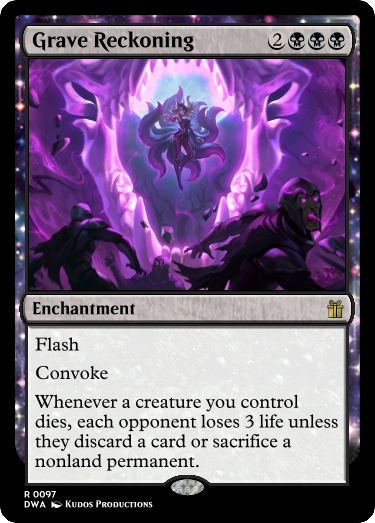 Grave Reckoning 2
Enchantment
Flash
Convoke
Whenever a creature you control
dies, each opponent loses 3 life unless
they discard a card or sacrifice a
nonland permanent.
R 0097
DWA Kudos Productions